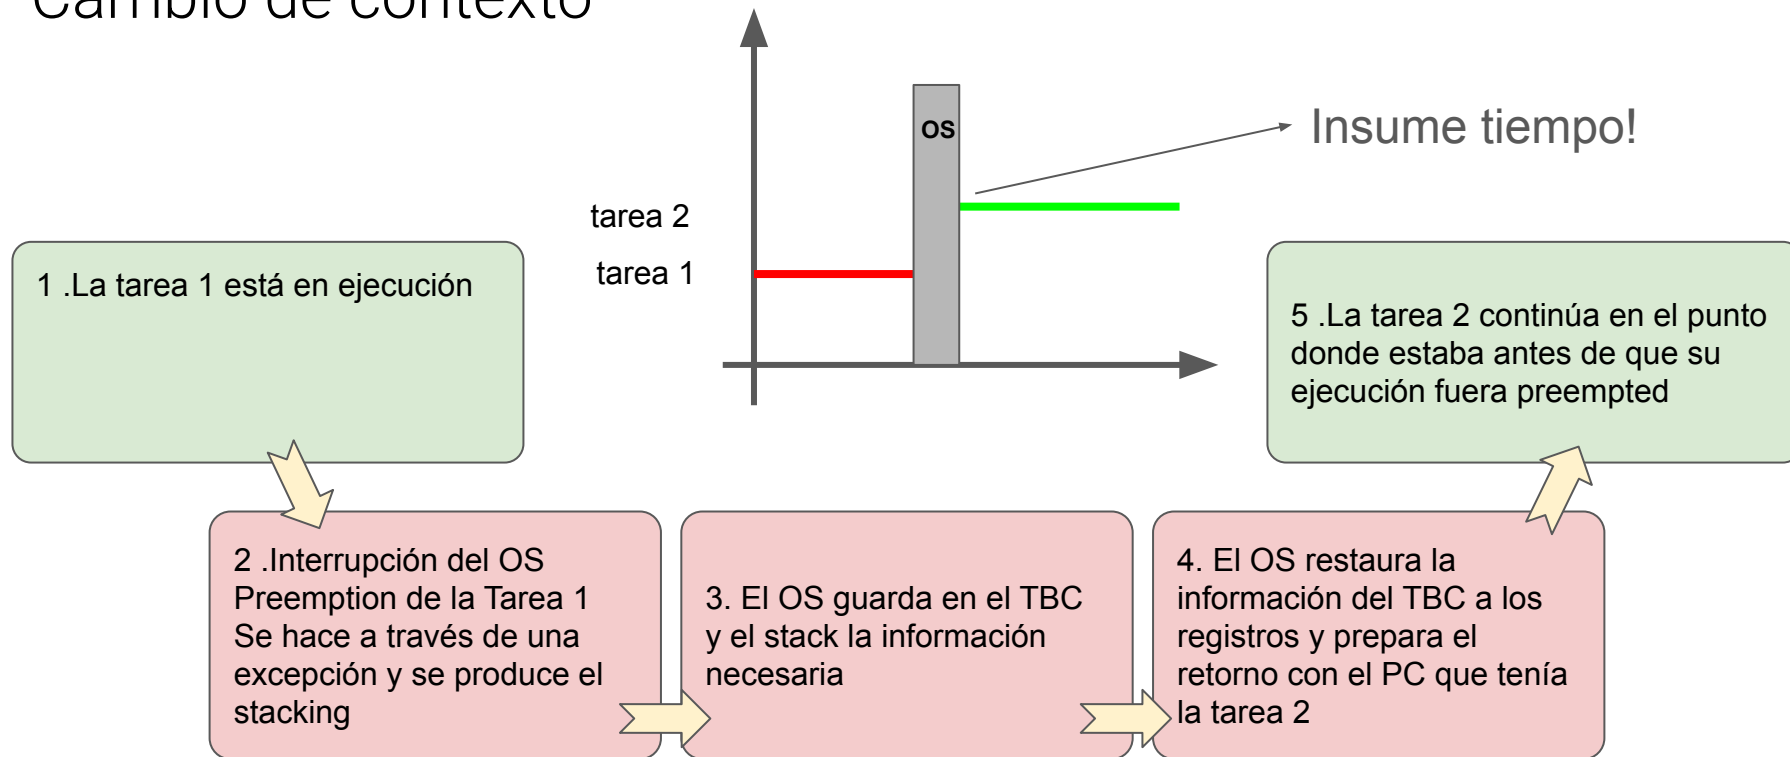 Cambio de contexto
OS
Insume tiempo!
tarea 2
tarea 1
1 .La tarea 1 está en ejecución
2 .Interrupción del OS
Preemption de la Tarea 1
Se hace a través de una
excepción y se produce el
stacking
3. El OS guarda en el TBC
y el stack la información
necesaria
4. El OS restaura la
información del TBC a los
registros y prepara el
retorno con el PC que tenía
la tarea 2
5 .La tarea 2 continúa en el punto
donde estaba antes de que su
ejecución fuera preempted